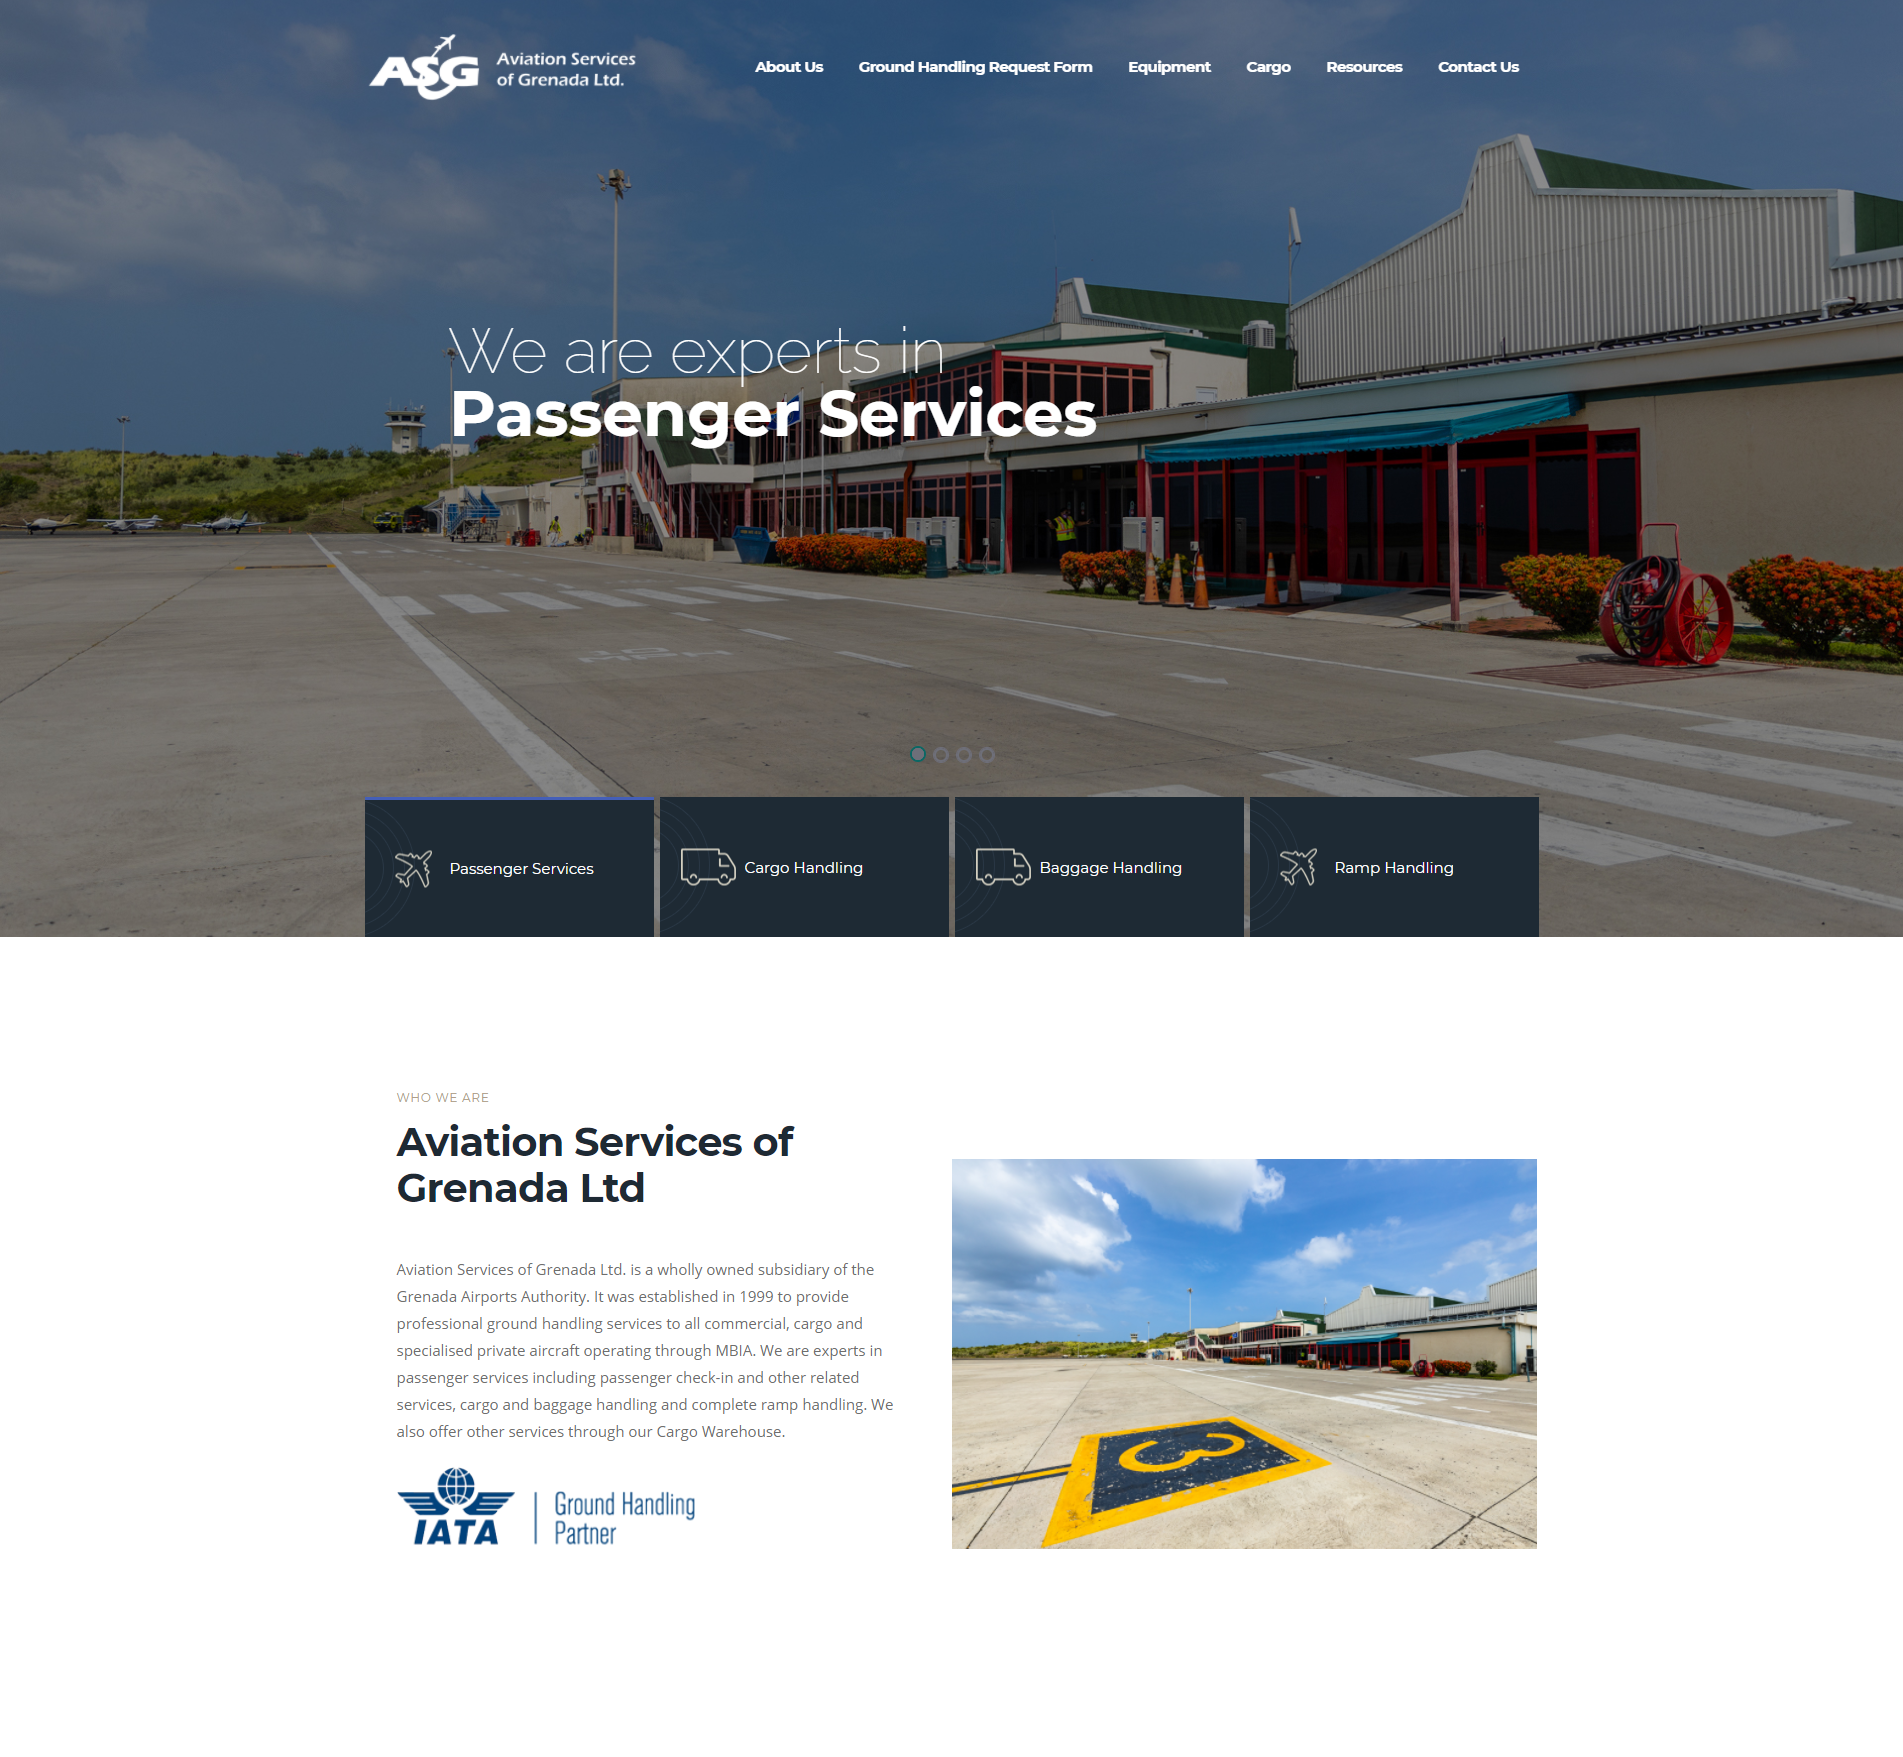 ASG
Aviation Services
of Grenada Ltd.
About Us
Ground Handling Request Form
Equipment
Cargo
Resources
Contact Us
We are experts in
Passenger Services
10
MPH
Passenger Services
Cargo Handling
Baggage Handling
Ramp Handling
WHO WE ARE
Aviation Services of
Grenada Ltd
Aviation Services of Grenada Ltd. is a wholly owned subsidiary of the
Grenada Airports Authority. It was established in 1999 to provide
professional ground handling services to all commercial, cargo and
specialised private aircraft operating through MBIA. We are experts in
passenger services including passenger check-in and other related
services, cargo and baggage handling and complete ramp handling. We
also offer other services through our Cargo Warehouse.
IATA
Ground Handling
Partner
3